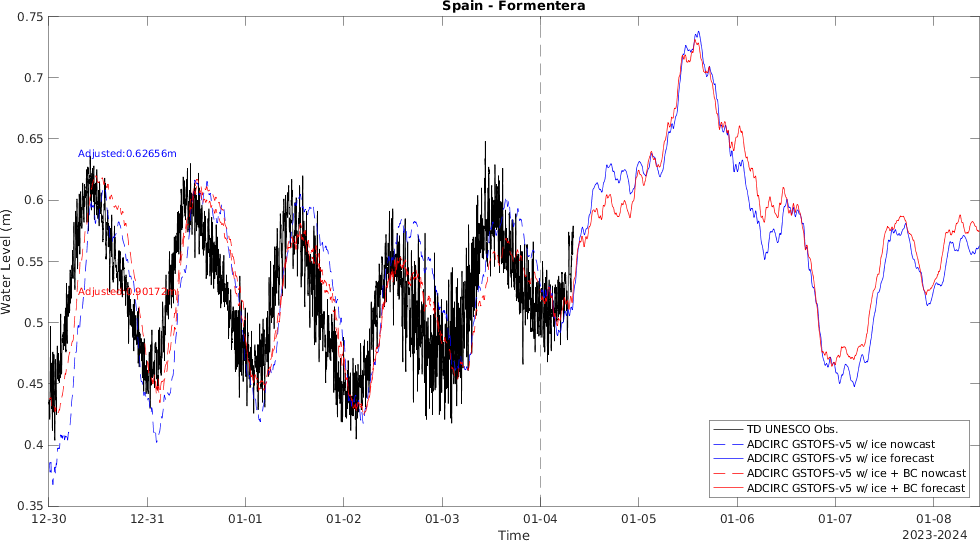 Spain - Formentera
0.75
0.7
0.65
0.6
0.55
0.5
0.45
0.4
0.35
Water Level (m)
Adjusted:0.62656m
Adjusted:0.90172m
TD UNESCO Obs.
ADCIRC GSTOFS-v5 w/ ice nowcast
ADCIRC GSTOFS-v5 w/ ice forecast
ADCIRC GSTOFS-v5 w/ ice + BC nowcast
ADCIRC GSTOFS-v5 w/ ice + BC forecast
12-30 12-31 01-01 01-02 01-03 01-04 01-05 01-06 01-07 01-08
Time
2023-2024